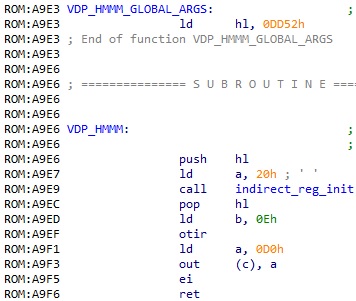 ROM:A9E3 VDP_HMMM_GLOBAL_ARGS: ;
ROM:A9E3 ld hl, 0DD52h
ROM:A9E3 ; End of function VDP_HMMM_GLOBAL_ARGS
ROM:A9E3
ROM:A9E6
ROM:A9E6 ; =============== S U B R O U T I N E ====
ROM:A9E6
ROM:A9E6
ROM:A9E6 VDP_HMMM: ;
ROM:A9E6 ;
ROM:A9E6 push hl
ROM:A9E7 ld a, 20h ; ' '
ROM:A9E9 call indirect_reg_init
ROM:A9EC pop hl
ROM:A9ED ld b, 0Eh
ROM:A9EF otir
ROM:A9F1 ld a, 0D0h
ROM:A9F3 out (c), a
ROM:A9F5 ei
ROM:A9F6 ret